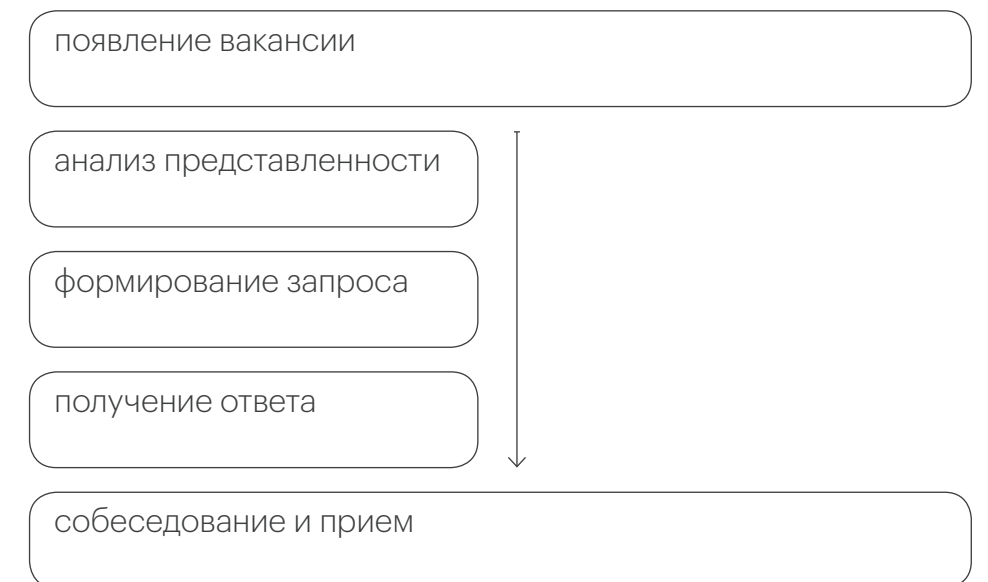 появление вакансии
анализ представленности
формирование запроса
получение ответа
собеседование и прием